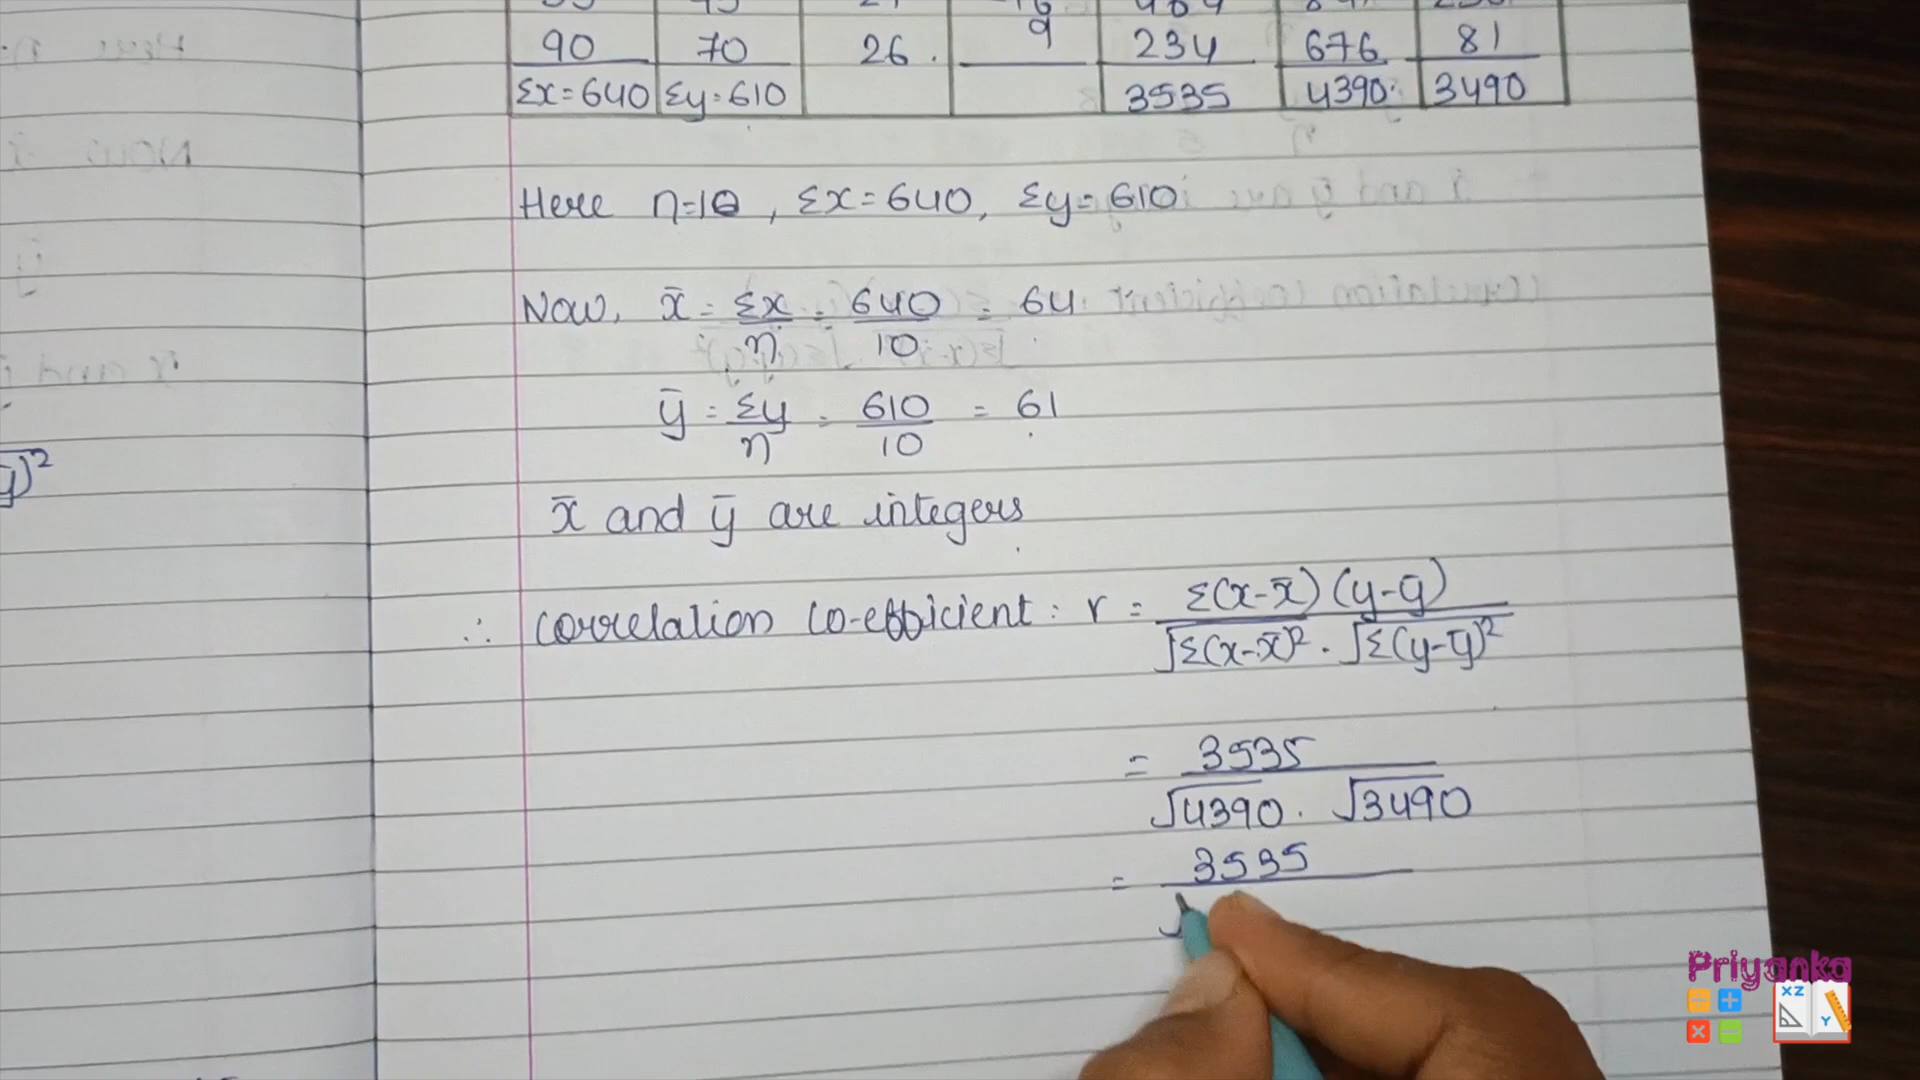 90 70 26 9 234 676 81
Σx=640 Σy=610 3535 4390 3490
Here n=10, Σx=640, Σy=610
Now, x̄ = Σx/n = 640/10 = 64
ȳ = Σy/n = 610/10 = 61
x̄ and ȳ are integers
∴ correlation co-efficient: r = Σ(x-x̄)(y-ȳ) / √Σ(x-x̄)² · √Σ(y-ȳ)²
= 3535 / √4390 · √3490
= 3535
Priyanka
XZ
Y